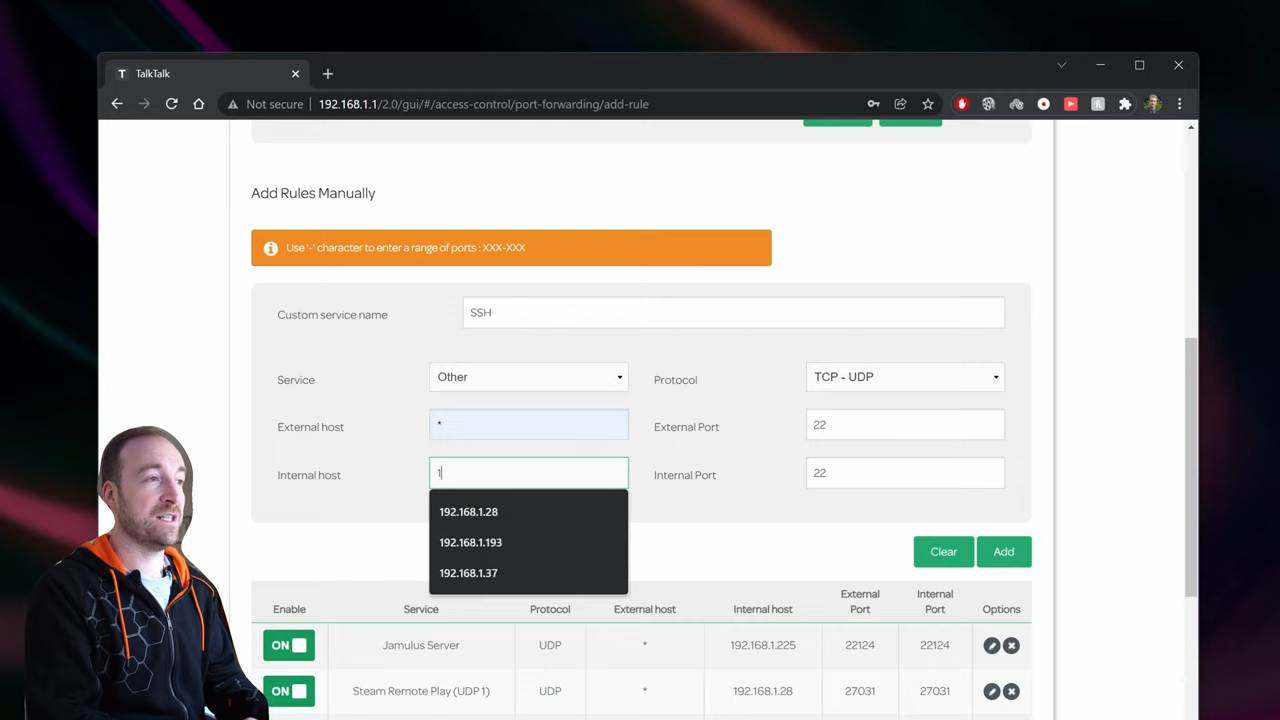 TalkTalk
Not secure
192.168.1.1/2.0/gui/#/access-control/port-forwarding/add-rule
Add Rules Manually
Use '-' character to enter a range of ports : XXX-XXX
Custom service name
SSH
Service
Other
Protocol
TCP - UDP
External host
*
External Port
22
Internal host
1
Internal Port
22
192.168.1.28
192.168.1.193
192.168.1.37
Clear
Add
Enable
Service
Protocol
External host
Internal host
External Port
Internal Port
Options
ON
Jamulus Server
UDP
*
192.168.1.225
22124
22124
ON
Steam Remote Play (UDP 1)
UDP
*
192.168.1.28
27031
27031